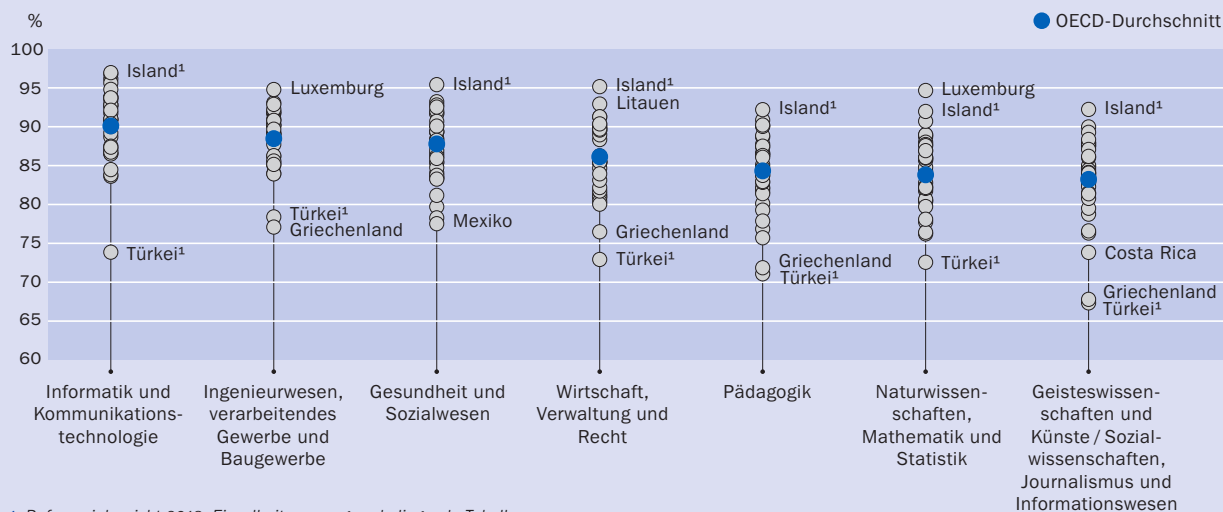 %
OECD-Durchschnitt
100
95
90
85
80
75
70
65
60
Island¹
Türkei¹
Luxemburg
Türkei¹
Griechenland
Island¹
Mexiko
Island¹
Litauen
Griechenland
Türkei¹
Island¹
Griechenland
Türkei¹
Luxemburg
Island¹
Türkei¹
Island¹
Costa Rica
Griechenland
Türkei¹
Informatik und
Kommunikations-
technologie
Ingenieurwesen,
verarbeitendes
Gewerbe und
Baugewerbe
Gesundheit und
Sozialwesen
Wirtschaft,
Verwaltung und
Recht
Pädagogik
Naturwissen-
schaften,
Mathematik und
Statistik
Geisteswissen-
schaften und
Künste / Sozial-
wissenschaften,
Journalismus und
Informationswesen